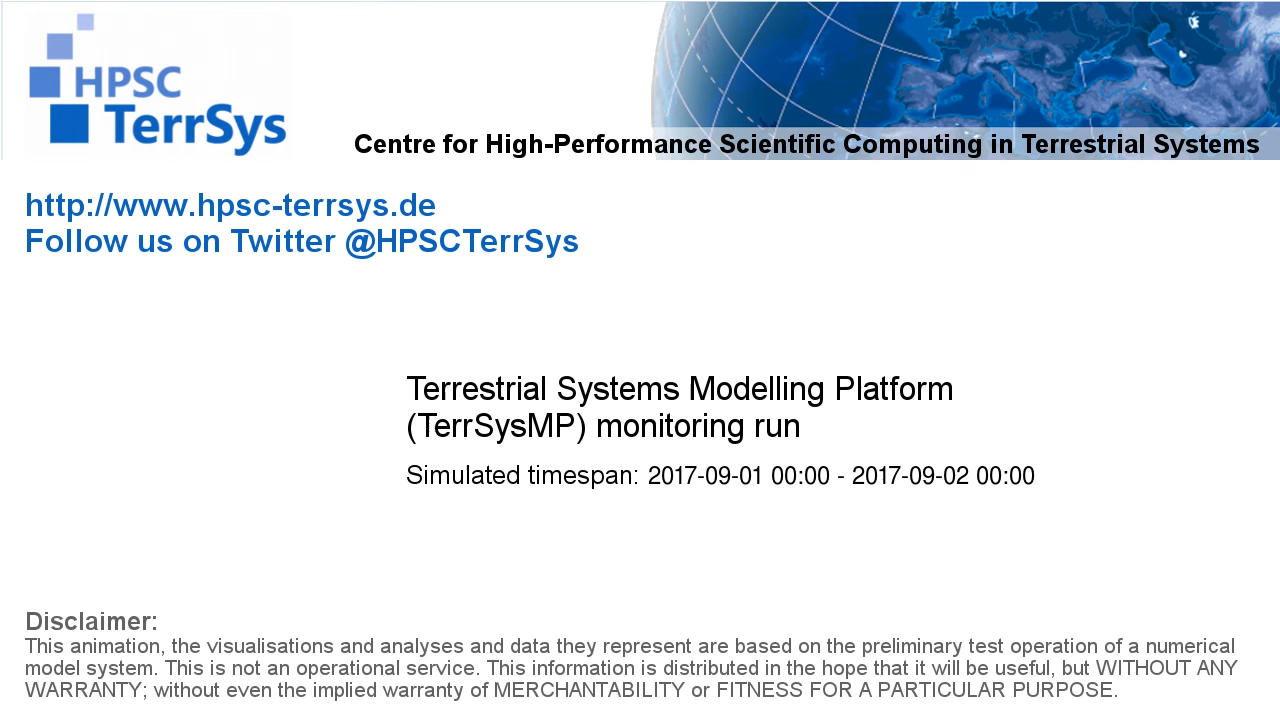 HPSC
TerrSys
Centre for High-Performance Scientific Computing in Terrestrial Systems
http://www.hpsc-terrsys.de
Follow us on Twitter @HPSCTerrSys
Terrestrial Systems Modelling Platform
(TerrSysMP) monitoring run
Simulated timespan: 2017-09-01 00:00 - 2017-09-02 00:00
Disclaimer:
This animation, the visualisations and analyses and data they represent are based on the preliminary test operation of a numerical
model system. This is not an operational service. This information is distributed in the hope that it will be useful, but WITHOUT ANY
WARRANTY; without even the implied warranty of MERCHANTABILITY or FITNESS FOR A PARTICULAR PURPOSE.